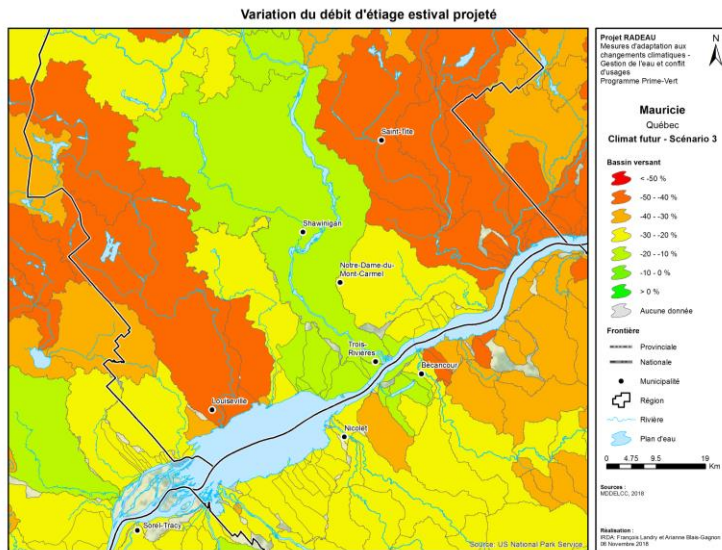 Variation du débit d'étiage estival projeté
Saint-Tite
Shawinigan
Notre-Dame-du-
Mont-Carmel
Trois-
Rivières
Bécancour
Louiseville
Nicolet
Sorel-Tracy
Source: US National Park Service
Projet RADEAU
Mesures d'adaptation aux
changements climatiques -
Gestion de l'eau et conflit
d'usages
Programme Prime-Vert
N
Mauricie
Québec
Climat futur - Scénario 3
Bassin versant
< -50 %
-50 - -40 %
-40 - -30 %
-30 - -20 %
-20 - -10 %
-10 - 0 %
> 0 %
Aucune donnée
Frontière
Provinciale
Nationale
Municipalité
Région
Rivière
Plan d'eau
0 4.75 9.5 19
Km
Sources :
MDDELCC, 2018
Réalisation :
IRDA: François Landry et Arianne Blais-Gagnon
06 Novembre 2018